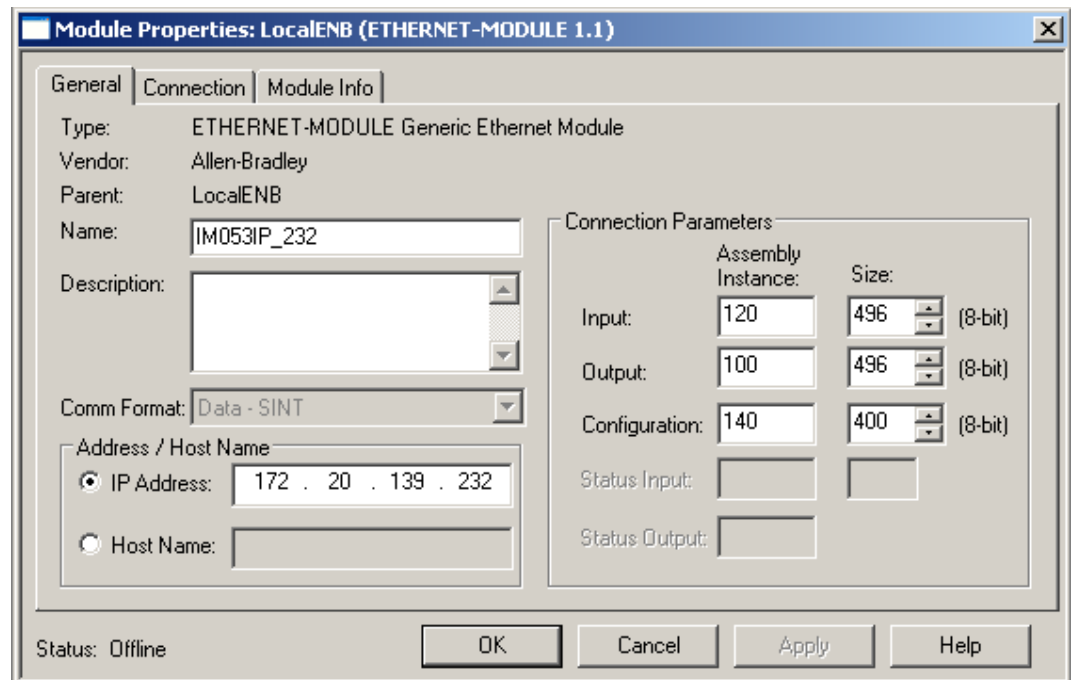 Module Properties: LocalENB (ETHERNET-MODULE 1.1)
General Connection Module Info
Type: ETHERNET-MODULE Generic Ethernet Module
Vendor: Allen-Bradley
Parent: LocalENB
Name: IM053IP_232
Description:
Comm Format: Data - SINT
Address / Host Name
IP Address: 172 . 20 . 139 . 232
Host Name:
Connection Parameters
Assembly
Instance: Size:
Input: 120 496 (8-bit)
Output: 100 496 (8-bit)
Configuration: 140 400 (8-bit)
Status Input:
Status Output:
Status: Offline
OK Cancel Apply Help